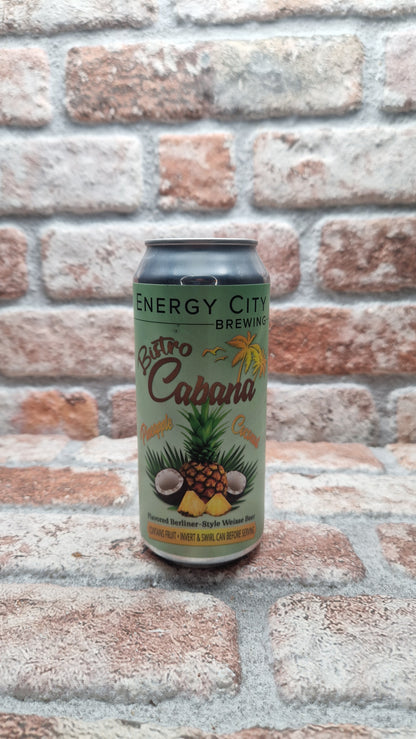 ENERGY CITY
BREWING
Bistro
Cabana
Pineapple Coconut
Flavored Berliner-Style Weisse Beer
CONTAINS FRUIT • INVERT & SWIRL CAN BEFORE SERVING